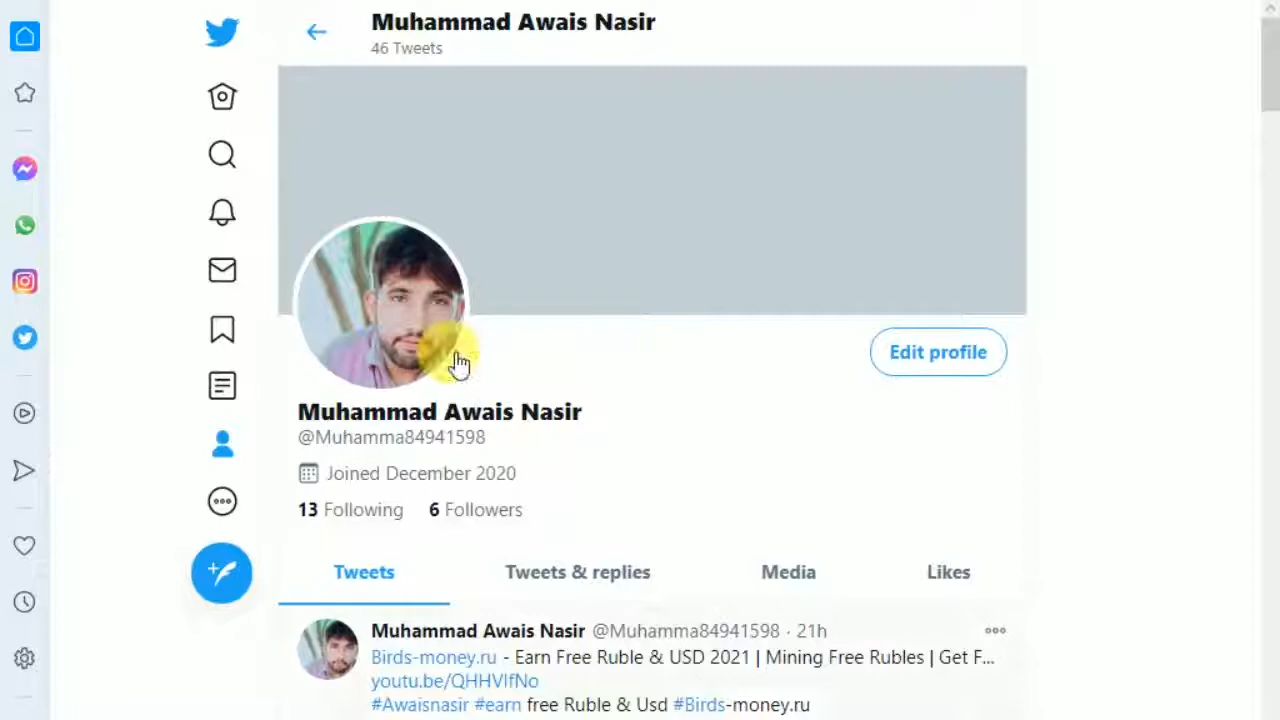 Muhammad Awais Nasir
46 Tweets
Edit profile
Muhammad Awais Nasir
@Muhamma84941598
Joined December 2020
13 Following 6 Followers
Tweets Tweets & replies Media Likes
Muhammad Awais Nasir @Muhamma84941598 · 21h
Birds-money.ru - Earn Free Ruble & USD 2021 | Mining Free Rubles | Get F...
youtu.be/QHHVIfNo
#Awaisnasir #earn free Ruble & Usd #Birds-money.ru